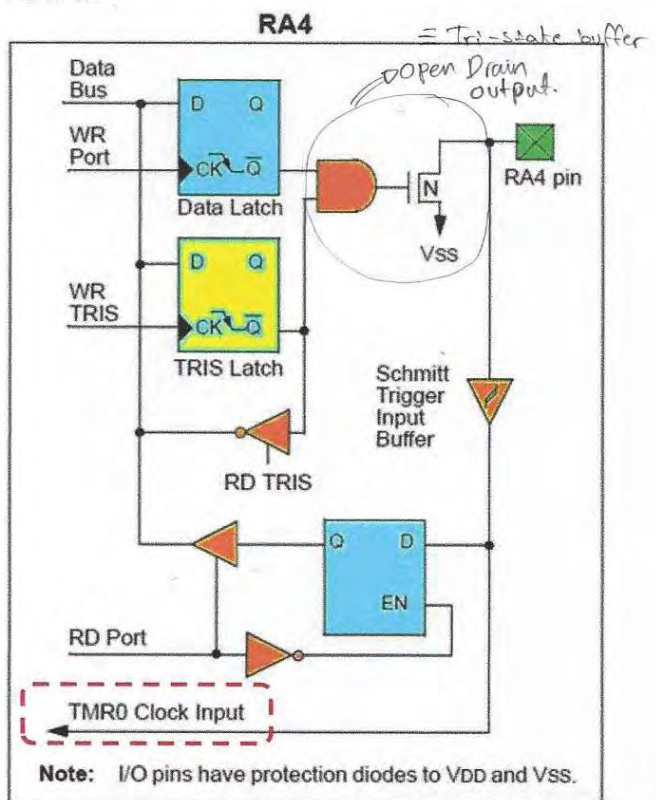 RA4
= Tri-state buffer
Open Drain
output.
Data
Bus
D Q
WR
Port
CK Q
Data Latch
N
RA4 pin
VSS
D Q
WR
TRIS
CK Q
TRIS Latch
Schmitt
Trigger
Input
Buffer
RD TRIS
Q D
EN
RD Port
TMR0 Clock Input
Note: I/O pins have protection diodes to VDD and VSS.